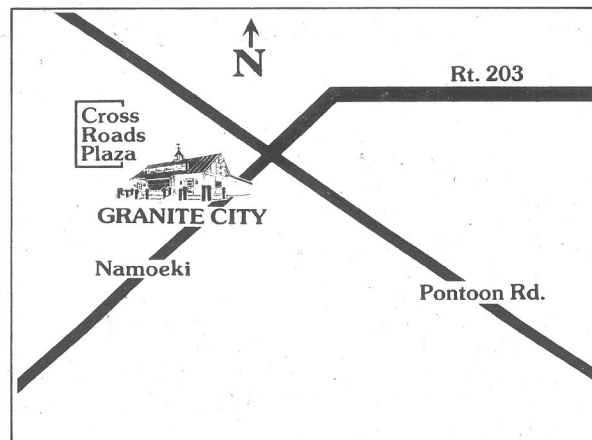 N
Rt. 203
Cross
Roads
Plaza
GRANITE CITY
Namoeki
Pontoon Rd.